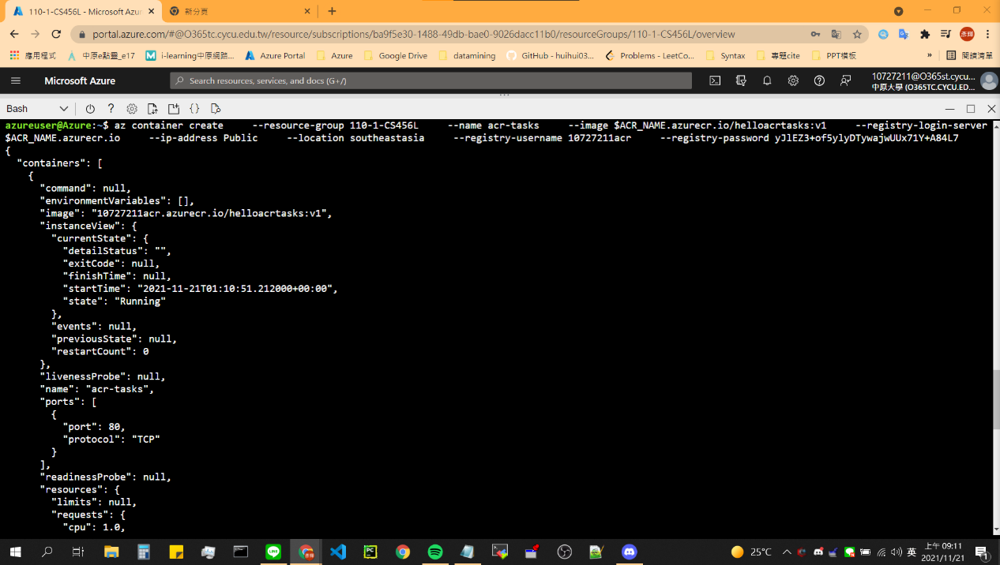 110-1-CS456L - Microsoft Azur
新分頁
portal.azure.com/#@O365tc.cycu.edu.tw/resource/subscriptions/ba9f5e30-1488-49db-bae0-9026dacc11b0/resourceGroups/110-1-CS456L/overview
彥輝
應用程式 中原e點靈_e17 i-learning中原網路... Azure Portal Azure Google Drive datamining GitHub - huihui03... Problems - LeetCo... Syntax 專題cite PPT模板 » 閱讀清單
Microsoft Azure
Search resources, services, and docs (G+/)
10727211@O365st.cycu...
中原大學 (O365TC.CYCU.ED...
Bash
azureuser@Azure:~$ az container create --resource-group 110-1-CS456L --name acr-tasks --image $ACR_NAME.azurecr.io/helloacrtasks:v1 --registry-login-server
$ACR_NAME.azurecr.io --ip-address Public --location southeastasia --registry-username 10727211acr --registry-password yJlEZ3+of5ylyDTywajwUUx71Y+A84L7
{
"containers": [
{
"command": null,
"environmentVariables": [],
"image": "10727211acr.azurecr.io/helloacrtasks:v1",
"instanceView": {
"currentState": {
"detailStatus": "",
"exitCode": null,
"finishTime": null,
"startTime": "2021-11-21T01:10:51.212000+00:00",
"state": "Running"
},
"events": null,
"previousState": null,
"restartCount": 0
},
"livenessProbe": null,
"name": "acr-tasks",
"ports": [
{
"port": 80,
"protocol": "TCP"
}
],
"readinessProbe": null,
"resources": {
"limits": null,
"requests": {
"cpu": 1.0,
25°C
英
上午 09:11
2021/11/21
1